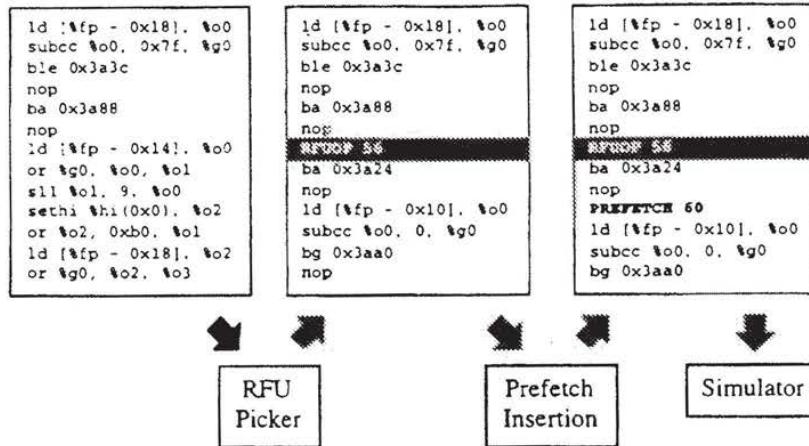 ld [%fp - 0x18], %o0
subcc %o0, 0x7f, %g0
ble 0x3a3c
nop
ba 0x3a88
nop
ld [%fp - 0x14], %o0
or %g0, %o0, %o1
sll %o1, 9, %o0
sethi %hi(0x0), %o2
or %o2, 0xb0, %o1
ld [%fp - 0x18], %o2
or %g0, %o2, %o3
ld [%fp - 0x18], %o0
subcc %o0, 0x7f, %g0
ble 0x3a3c
nop
ba 0x3a88
nop
RFUOP 56
ba 0x3a24
nop
ld [%fp - 0x10], %o0
subcc %o0, 0, %g0
bg 0x3aa0
nop
ld [%fp - 0x18], %o0
subcc %o0, 0x7f, %g0
ble 0x3a3c
nop
ba 0x3a88
nop
RFUOP 56
ba 0x3a24
nop
PREFETCH 60
ld [%fp - 0x10], %o0
subcc %o0, 0, %g0
bg 0x3aa0
RFU
Picker
Prefetch
Insertion
Simulator